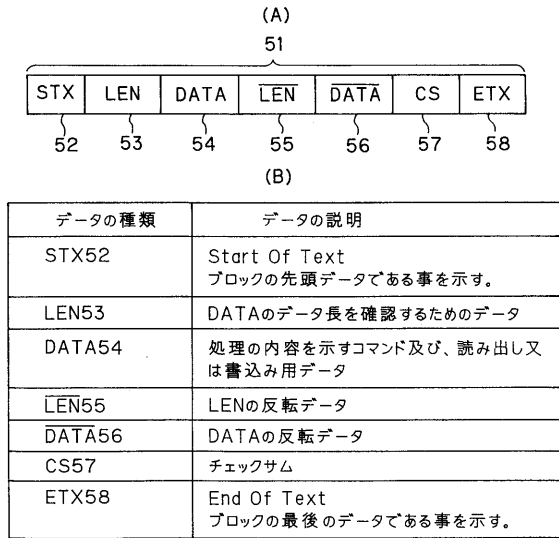 (A)
51
STX LEN DATA L̅E̅N̅ D̅A̅T̅A̅ CS ETX
52 53 54 55 56 57 58
(B)
データの種類 データの説明
STX52 Start Of Text
ブロックの先頭データである事を示す。
LEN53 DATAのデータ長を確認するためのデータ
DATA54 処理の内容を示すコマンド及び、読み出し又
は書込み用データ
L̅E̅N̅55 LENの反転データ
D̅A̅T̅A̅56 DATAの反転データ
CS57 チェックサム
ETX58 End Of Text
ブロックの最後のデータである事を示す。